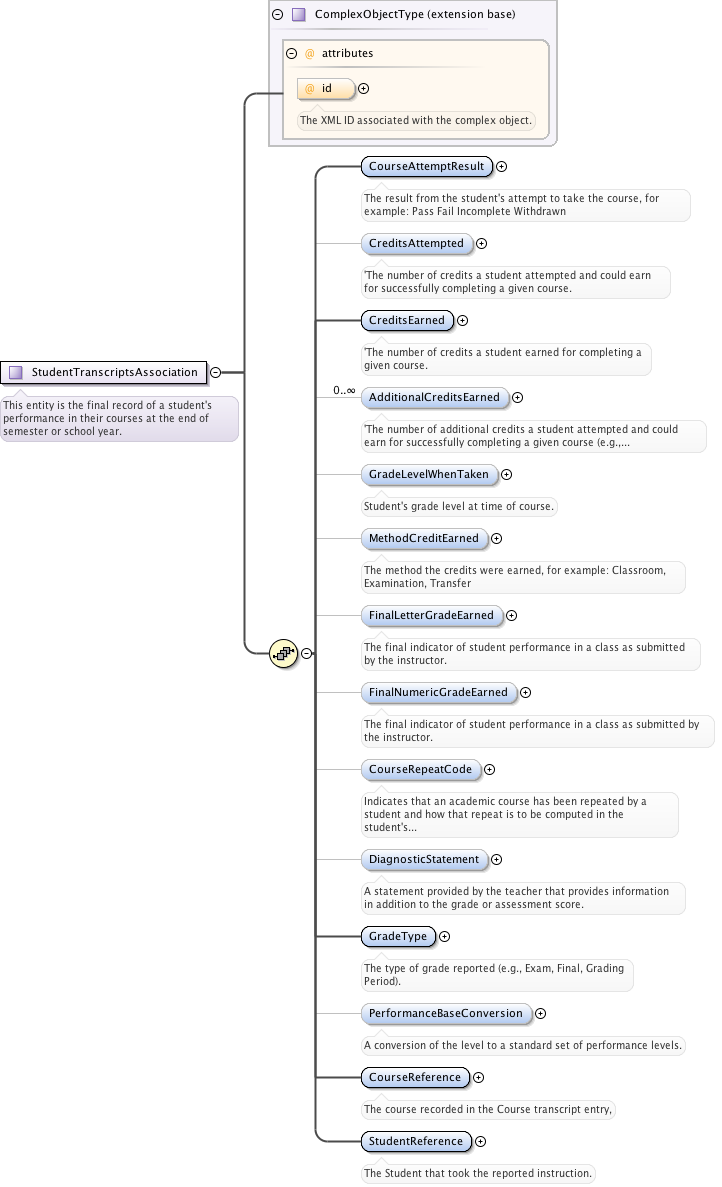 ComplexObjectType (extension base)
@ attributes
@ id
The XML ID associated with the complex object.
CourseAttemptResult
The result from the student's attempt to take the course, for
example: Pass Fail Incomplete Withdrawn
CreditsAttempted
'The number of credits a student attempted and could earn
for successfully completing a given course.
CreditsEarned
'The number of credits a student earned for completing a
given course.
StudentTranscriptsAssociation
This entity is the final record of a student's
performance in their courses at the end of
semester or school year.
0..∞
AdditionalCreditsEarned
'The number of additional credits a student attempted and could
earn for successfully completing a given course (e.g.,...
GradeLevelWhenTaken
Student's grade level at time of course.
MethodCreditEarned
The method the credits were earned, for example: Classroom,
Examination, Transfer
FinalLetterGradeEarned
The final indicator of student performance in a class as submitted
by the instructor.
FinalNumericGradeEarned
The final indicator of student performance in a class as submitted by
the instructor.
CourseRepeatCode
Indicates that an academic course has been repeated by a
student and how that repeat is to be computed in the
student's...
DiagnosticStatement
A statement provided by the teacher that provides information
in addition to the grade or assessment score.
GradeType
The type of grade reported (e.g., Exam, Final, Grading
Period).
PerformanceBaseConversion
A conversion of the level to a standard set of performance levels.
CourseReference
The course recorded in the Course transcript entry,
StudentReference
The Student that took the reported instruction.